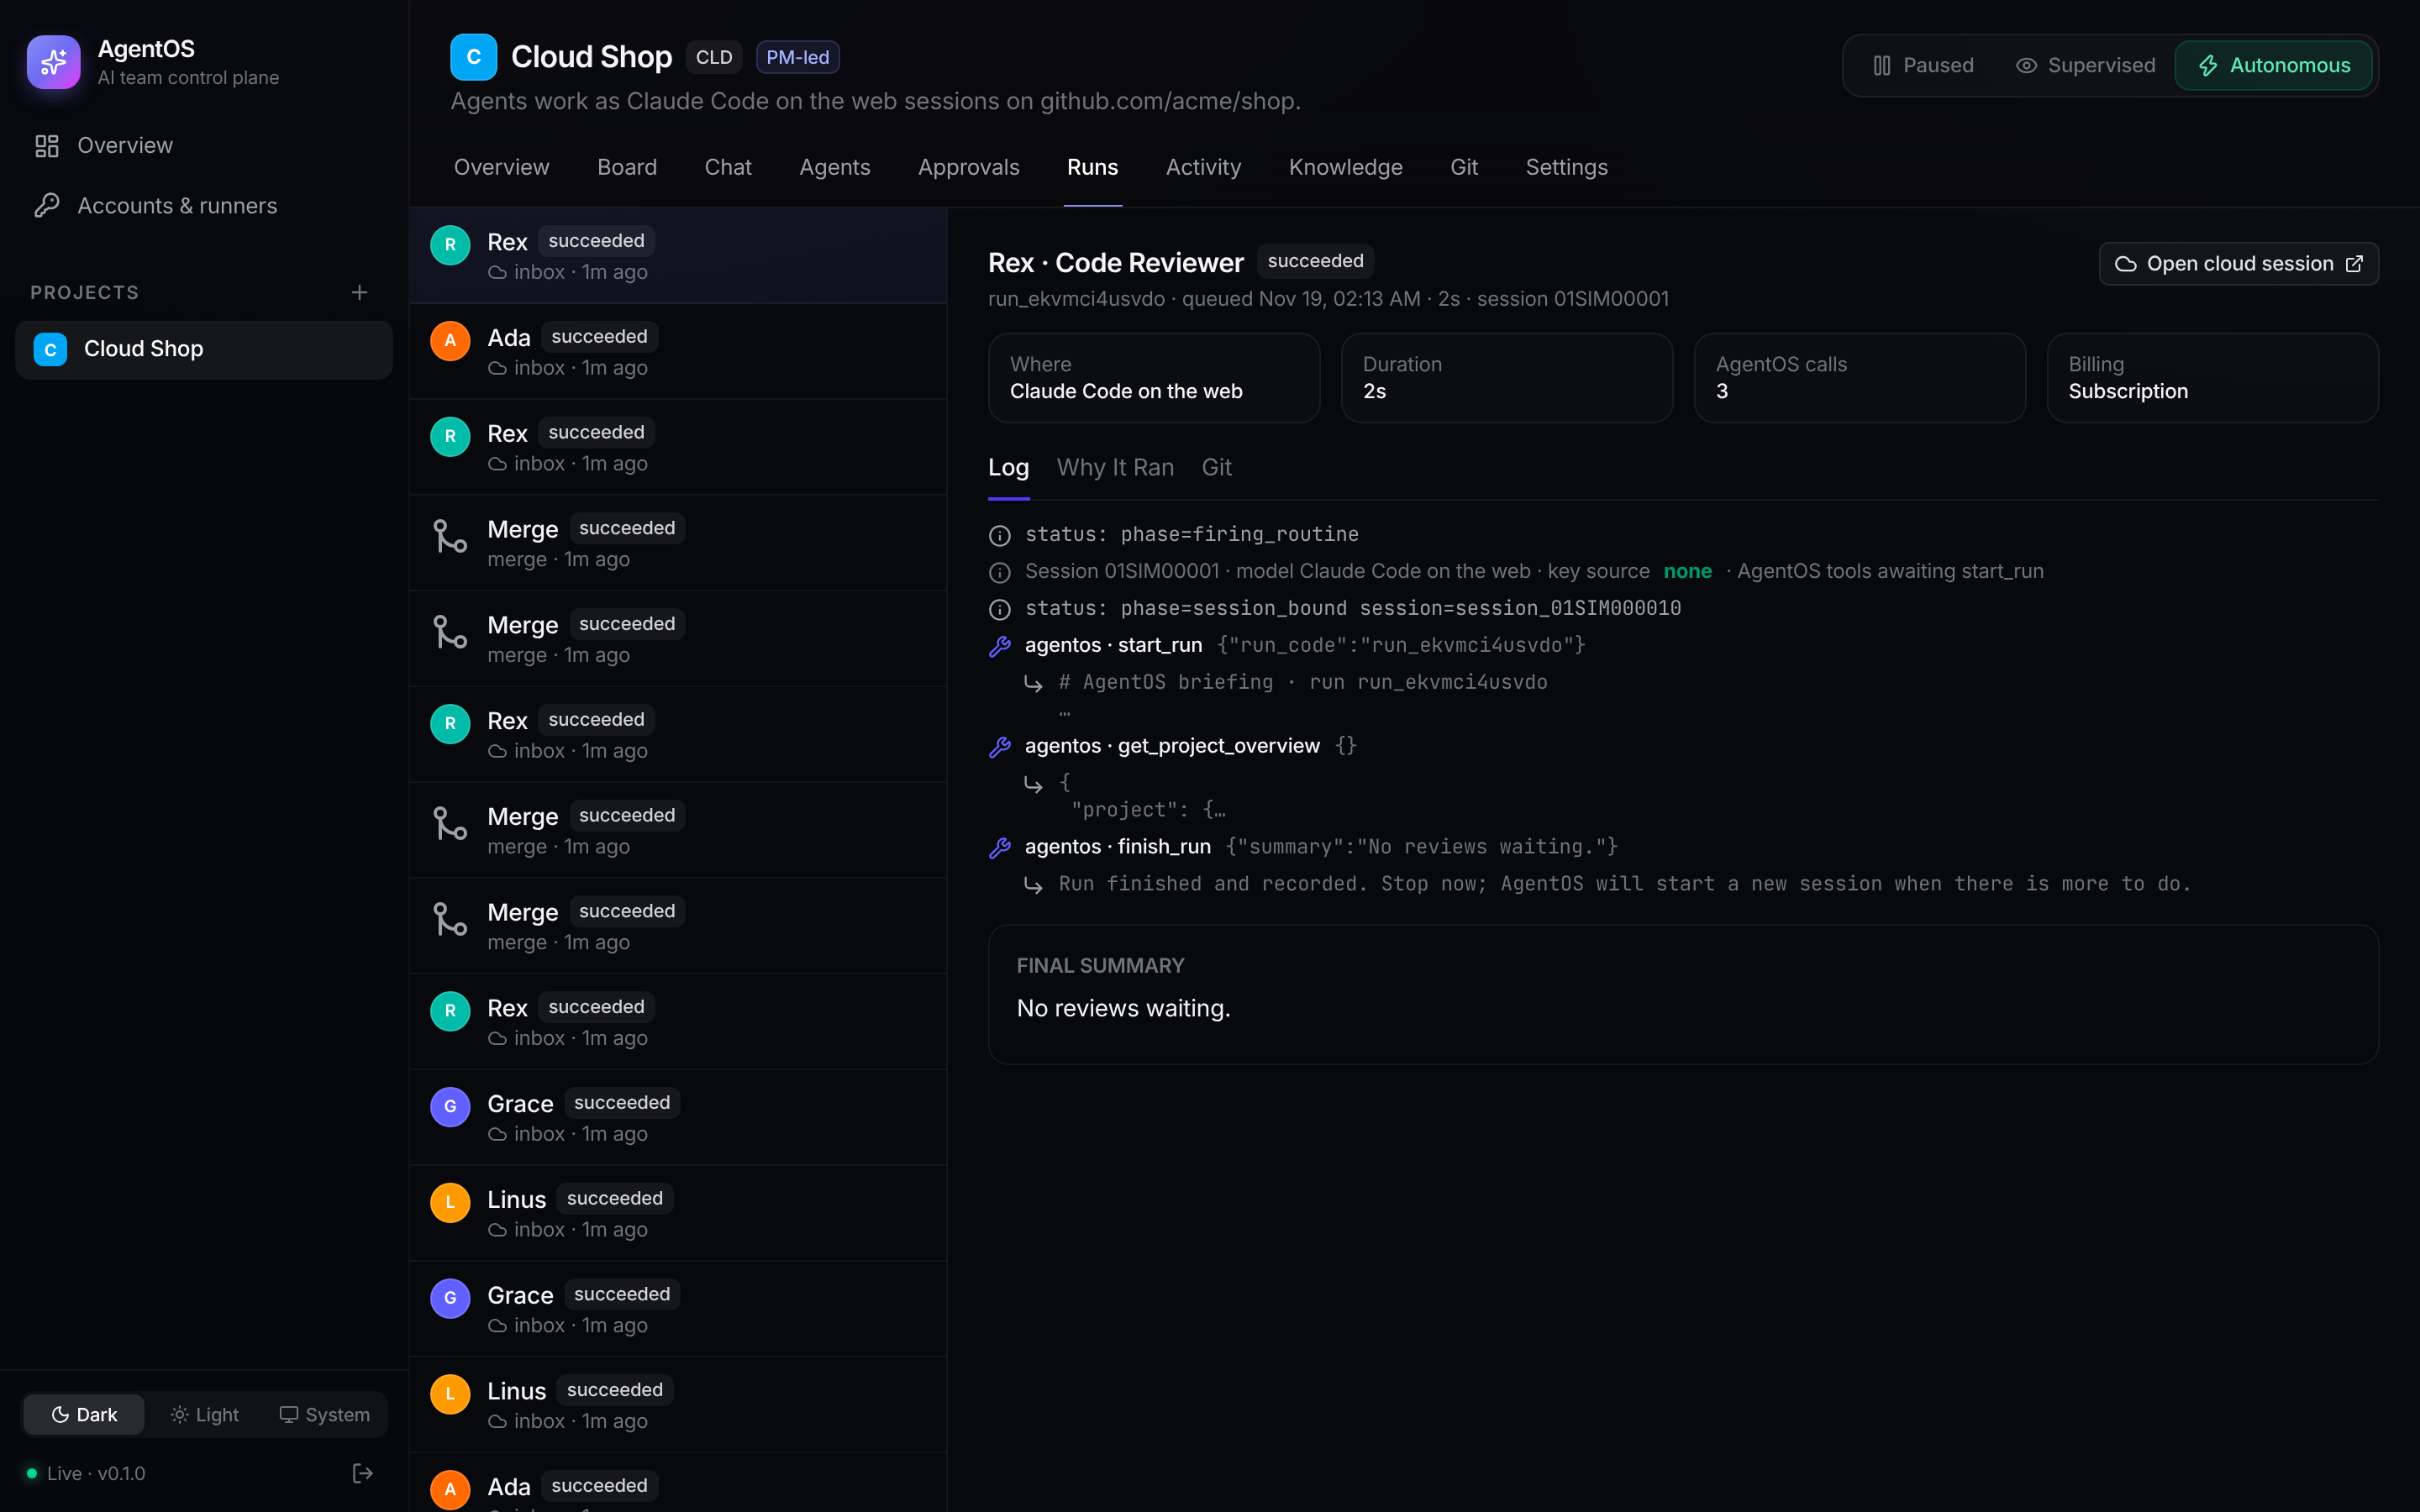 AgentOS
AI team control plane
Overview
Accounts & runners
PROJECTS
C Cloud Shop
Dark Light System
Live · v0.1.0
C Cloud Shop CLD PM-led
Agents work as Claude Code on the web sessions on github.com/acme/shop.
Paused Supervised Autonomous
Overview Board Chat Agents Approvals Runs Activity Knowledge Git Settings
R Rex succeeded
inbox · 1m ago
A Ada succeeded
inbox · 1m ago
R Rex succeeded
inbox · 1m ago
Merge succeeded
merge · 1m ago
Merge succeeded
merge · 1m ago
R Rex succeeded
inbox · 1m ago
Merge succeeded
merge · 1m ago
Merge succeeded
merge · 1m ago
R Rex succeeded
inbox · 1m ago
G Grace succeeded
inbox · 1m ago
L Linus succeeded
inbox · 1m ago
G Grace succeeded
inbox · 1m ago
L Linus succeeded
inbox · 1m ago
A Ada succeeded
Rex · Code Reviewer succeeded
run_ekvmci4usvdo · queued Nov 19, 02:13 AM · 2s · session 01SIM00001
Open cloud session
Where
Claude Code on the web
Duration
2s
AgentOS calls
3
Billing
Subscription
Log Why It Ran Git
status: phase=firing_routine
Session 01SIM00001 · model Claude Code on the web · key source none · AgentOS tools awaiting start_run
status: phase=session_bound session=session_01SIM000010
agentos · start_run {"run_code":"run_ekvmci4usvdo"}
# AgentOS briefing · run run_ekvmci4usvdo
…
agentos · get_project_overview {}
{
"project": {…
agentos · finish_run {"summary":"No reviews waiting."}
Run finished and recorded. Stop now; AgentOS will start a new session when there is more to do.
FINAL SUMMARY
No reviews waiting.